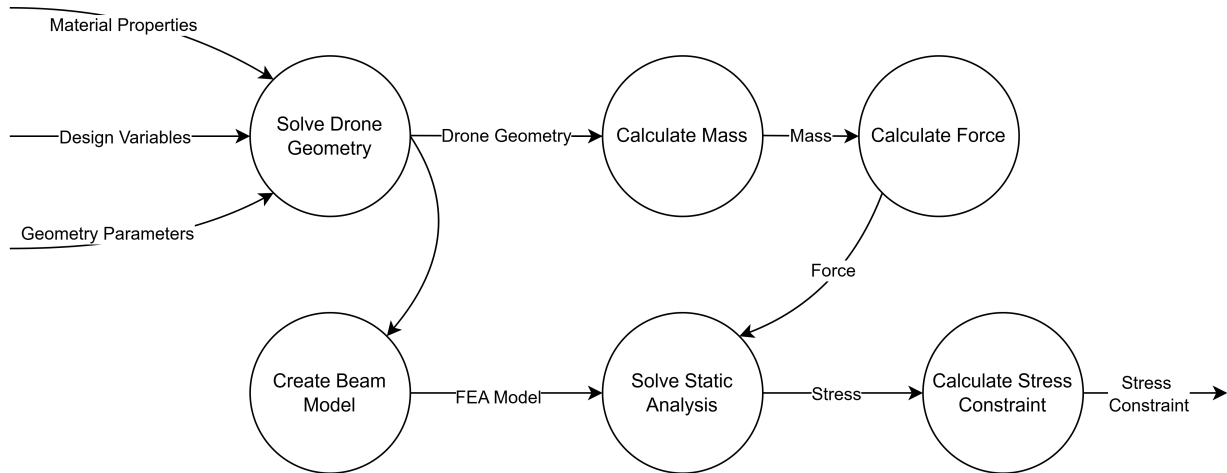 Material Properties
Solve Drone
Geometry
Design Variables
Drone Geometry
Calculate Mass
Mass
Calculate Force
Geometry Parameters
Force
Create Beam
Model
FEA Model
Solve Static
Analysis
Stress
Calculate Stress
Constraint
Stress
Constraint